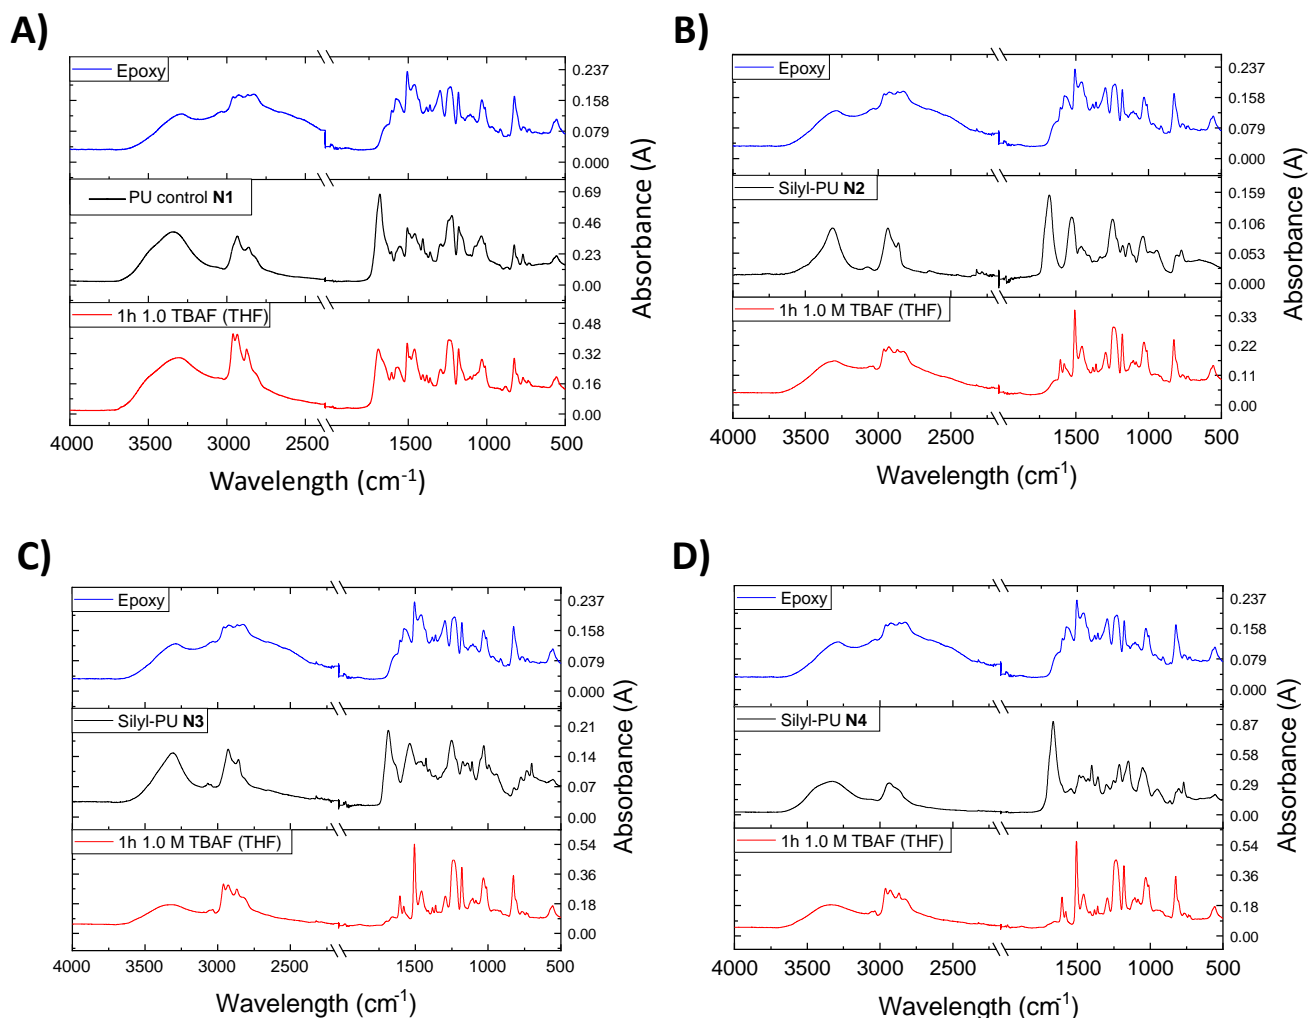 A)
Epoxy
0.237
0.158
0.079
0.000
PU control N1
0.69
0.46
0.23
0.00
1h 1.0 TBAF (THF)
0.48
0.32
0.16
0.00
4000 3500 3000 2500 1500 1000 500
Wavelength (cm-1)
Absorbance (A)
B)
Epoxy
0.237
0.158
0.079
0.000
Silyl-PU N2
0.159
0.106
0.053
0.000
1h 1.0 M TBAF (THF)
0.33
0.22
0.11
0.00
4000 3500 3000 2500 1500 1000 500
Wavelength (cm-1)
Absorbance (A)
C)
Epoxy
0.237
0.158
0.079
0.000
Silyl-PU N3
0.21
0.14
0.07
0.00
1h 1.0 M TBAF (THF)
0.54
0.36
0.18
0.00
4000 3500 3000 2500 1500 1000 500
Wavelength (cm-1)
Absorbance (A)
D)
Epoxy
0.237
0.158
0.079
0.000
Silyl-PU N4
0.87
0.58
0.29
0.00
1h 1.0 M TBAF (THF)
0.54
0.36
0.18
0.00
4000 3500 3000 2500 1500 1000 500
Wavelength (cm-1)
Absorbance (A)